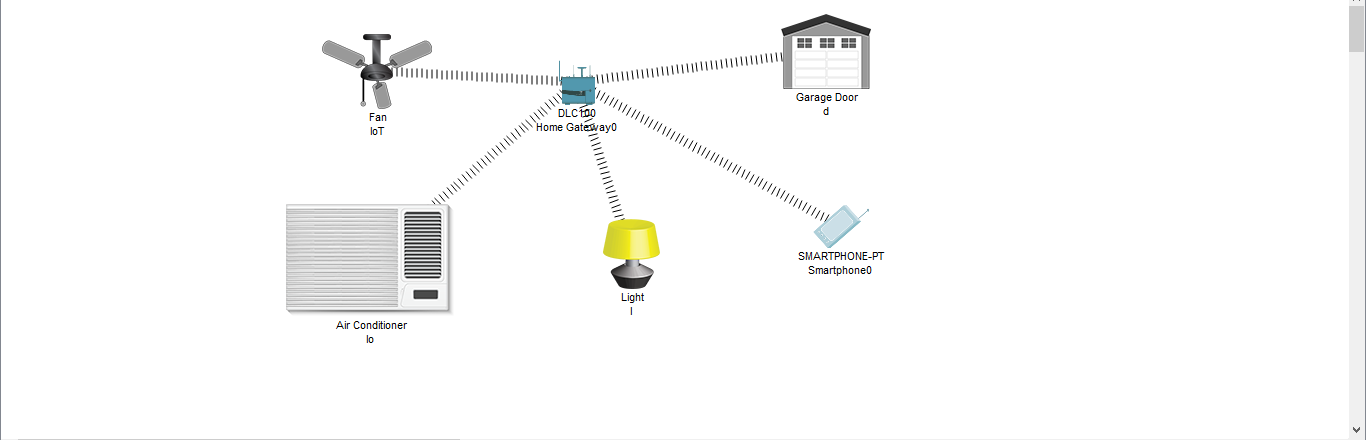 Fan
IoT
DLC100
Home Gateway0
Garage Door
d
Air Conditioner
Io
Light
l
SMARTPHONE-PT
Smartphone0